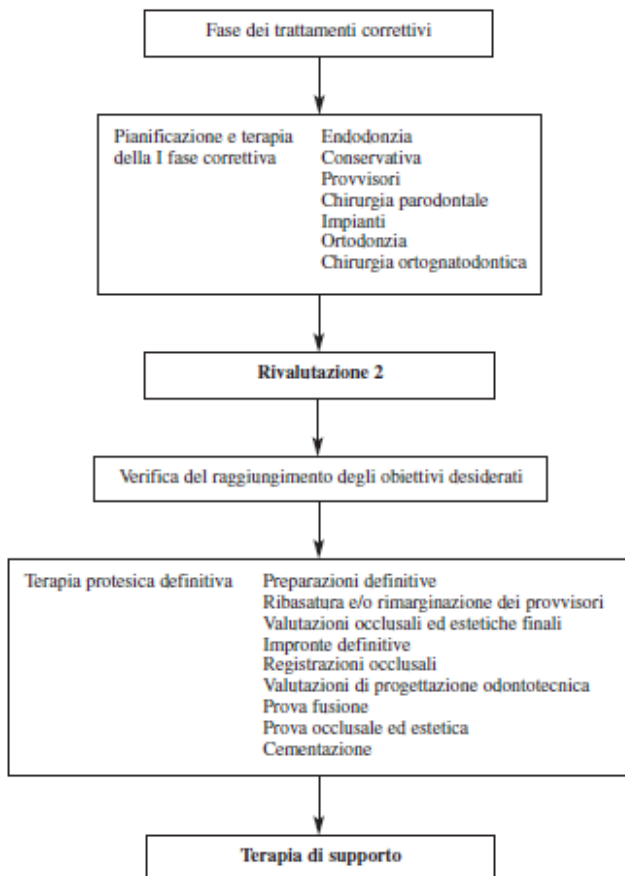 Fase dei trattamenti correttivi
Pianificazione e terapia
della I fase correttiva
Endodonzia
Conservativa
Provvisori
Chirurgia parodontale
Impianti
Ortodonzia
Chirurgia ortognatodontica
Rivalutazione 2
Verifica del raggiungimento degli obiettivi desiderati
Terapia protesica definitiva
Preparazioni definitive
Ribasatura e/o rimarginazione dei provvisori
Valutazioni occlusali ed estetiche finali
Impronte definitive
Registrazioni occlusali
Valutazioni di progettazione odontotecnica
Prova fusione
Prova occlusale ed estetica
Cementazione
Terapia di supporto